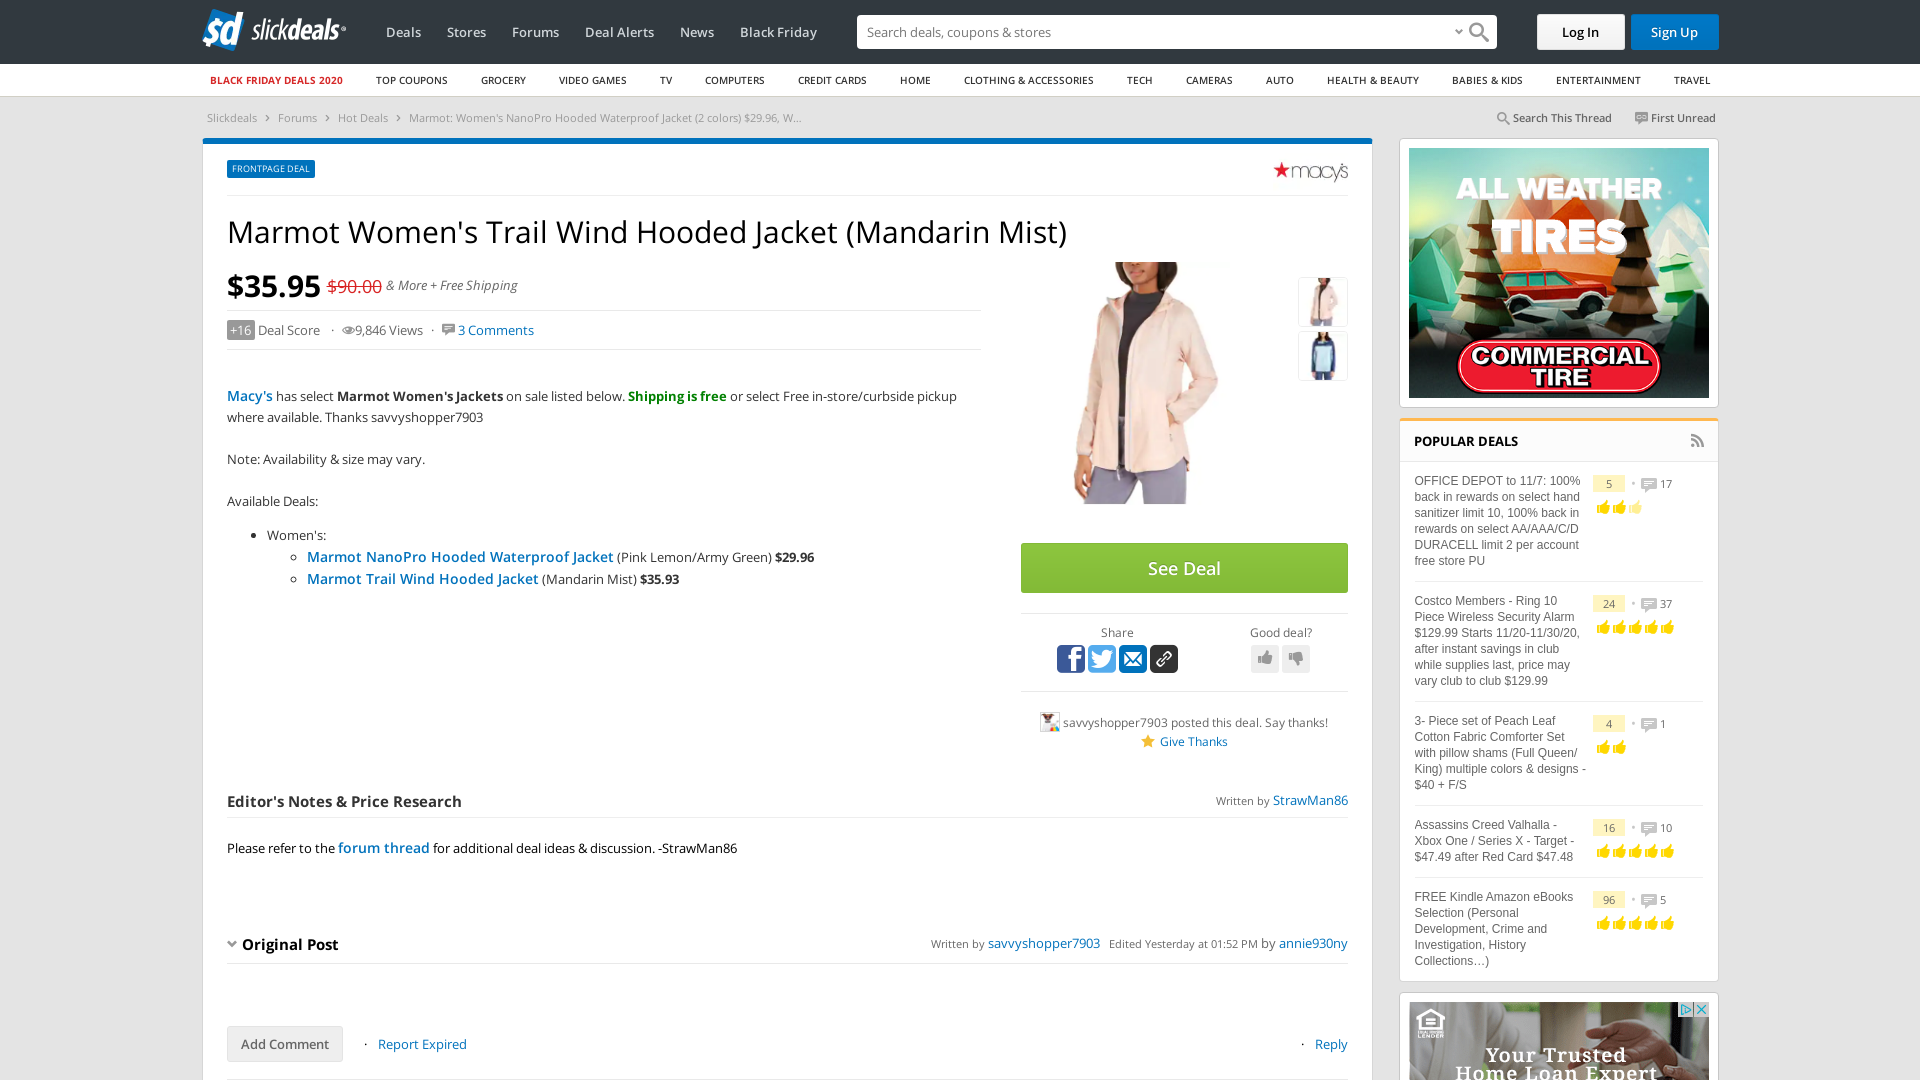 sd slickdeals
Deals Stores Forums Deal Alerts News Black Friday
Search deals, coupons & stores
Log In Sign Up
BLACK FRIDAY DEALS 2020 TOP COUPONS GROCERY VIDEO GAMES TV COMPUTERS CREDIT CARDS HOME CLOTHING & ACCESSORIES TECH CAMERAS AUTO HEALTH & BEAUTY BABIES & KIDS ENTERTAINMENT TRAVEL
Slickdeals › Forums › Hot Deals › Marmot: Women's NanoPro Hooded Waterproof Jacket (2 colors) $29.96, W...
Search This Thread First Unread
FRONTPAGE DEAL
macy's
Marmot Women's Trail Wind Hooded Jacket (Mandarin Mist)
$35.95 $90.00 & More + Free Shipping
+16 Deal Score · 9,846 Views · 3 Comments
Macy's has select Marmot Women's Jackets on sale listed below. Shipping is free or select Free in-store/curbside pickup
where available. Thanks savvyshopper7903
Note: Availability & size may vary.
Available Deals:
• Women's:
◦ Marmot NanoPro Hooded Waterproof Jacket (Pink Lemon/Army Green) $29.96
◦ Marmot Trail Wind Hooded Jacket (Mandarin Mist) $35.93
See Deal
Share Good deal?
savvyshopper7903 posted this deal. Say thanks!
Give Thanks
Editor's Notes & Price Research
Written by StrawMan86
Please refer to the forum thread for additional deal ideas & discussion. -StrawMan86
Original Post
Written by savvyshopper7903 Edited Yesterday at 01:52 PM by annie930ny
Add Comment · Report Expired · Reply
ALL WEATHER
TIRES
COMMERCIAL
TIRE
POPULAR DEALS
OFFICE DEPOT to 11/7: 100%
back in rewards on select hand
sanitizer limit 10, 100% back in
rewards on select AA/AAA/C/D
DURACELL limit 2 per account
free store PU
5 • 17
Costco Members - Ring 10
Piece Wireless Security Alarm
$129.99 Starts 11/20-11/30/20,
after instant savings in club
while supplies last, price may
vary club to club $129.99
24 • 37
3- Piece set of Peach Leaf
Cotton Fabric Comforter Set
with pillow shams (Full Queen/
King) multiple colors & designs -
$40 + F/S
4 • 1
Assassins Creed Valhalla -
Xbox One / Series X - Target -
$47.49 after Red Card $47.48
16 • 10
FREE Kindle Amazon eBooks
Selection (Personal
Development, Crime and
Investigation, History
Collections…)
96 • 5
Your Trusted
Home Loan Expert